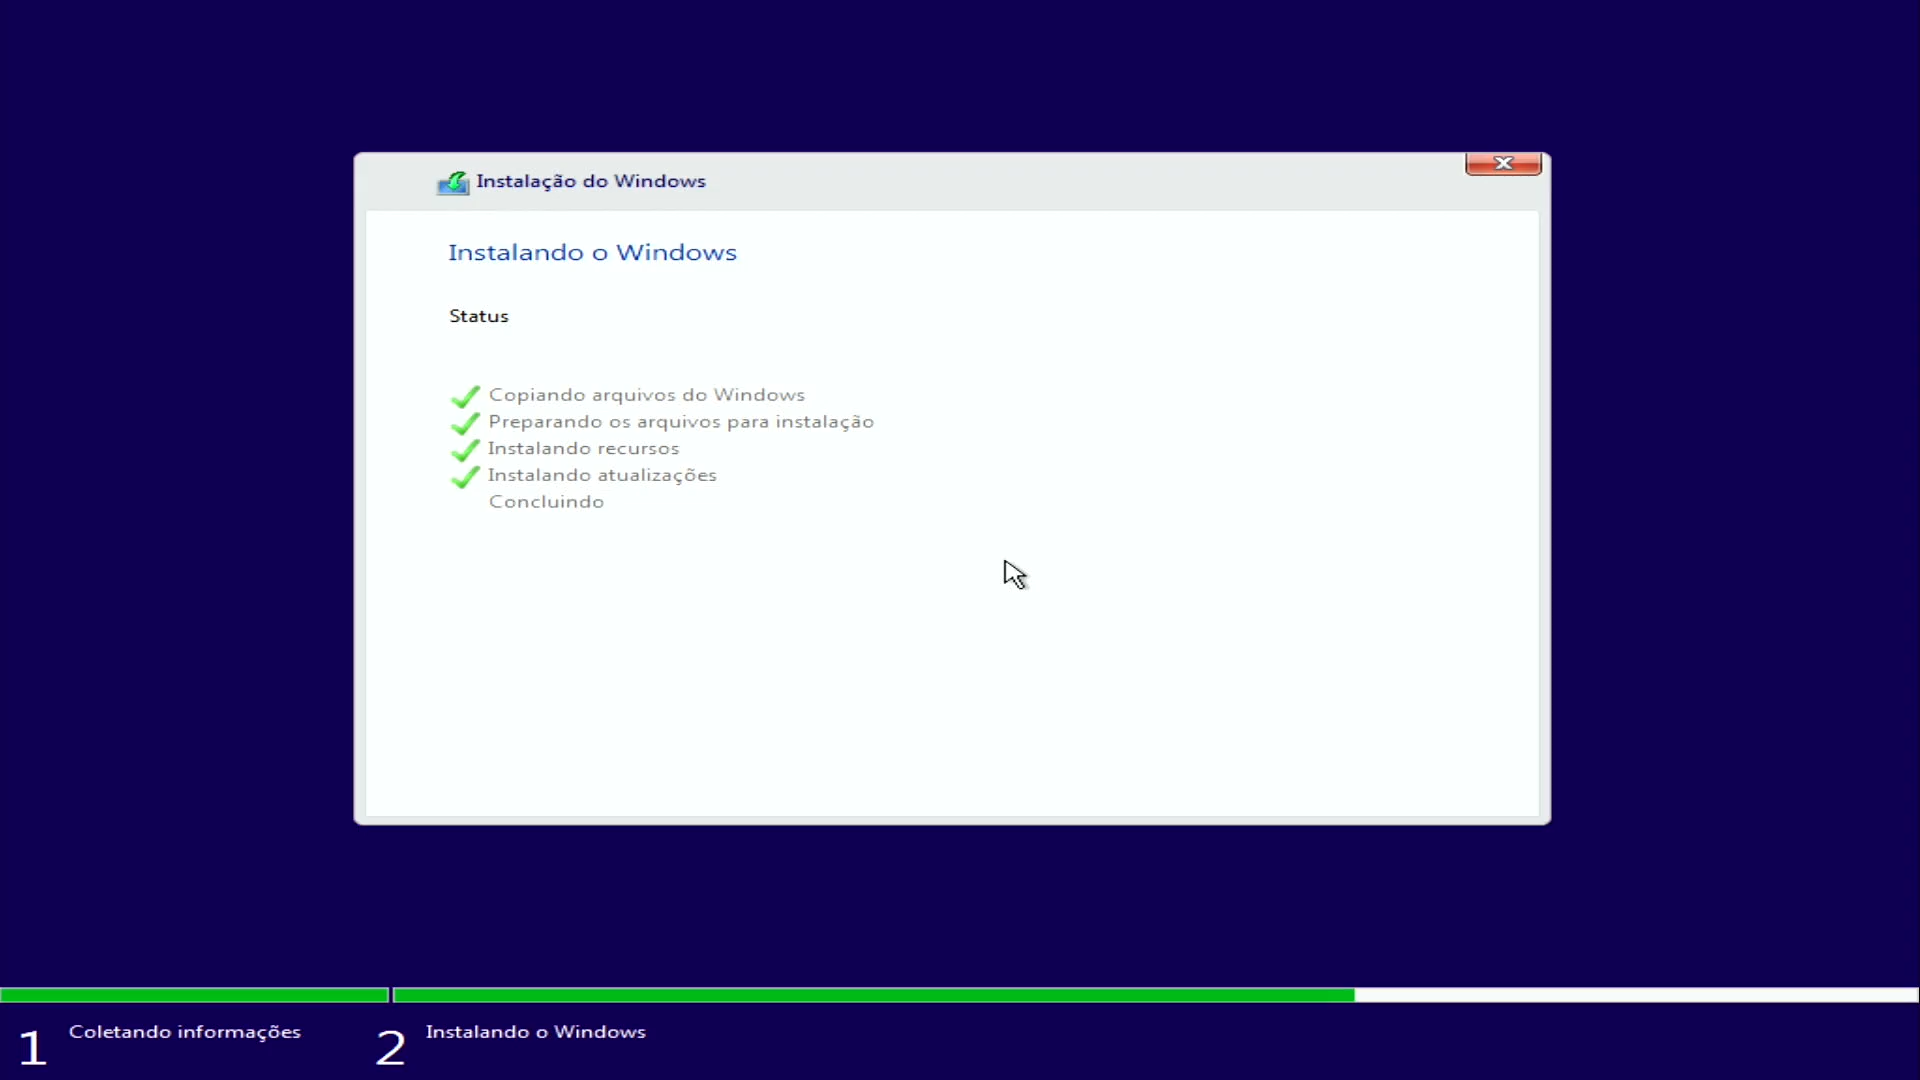 Instalação do Windows
Instalando o Windows
Status
Copiando arquivos do Windows
Preparando os arquivos para instalação
Instalando recursos
Instalando atualizações
Concluindo
1 Coletando informações
2 Instalando o Windows